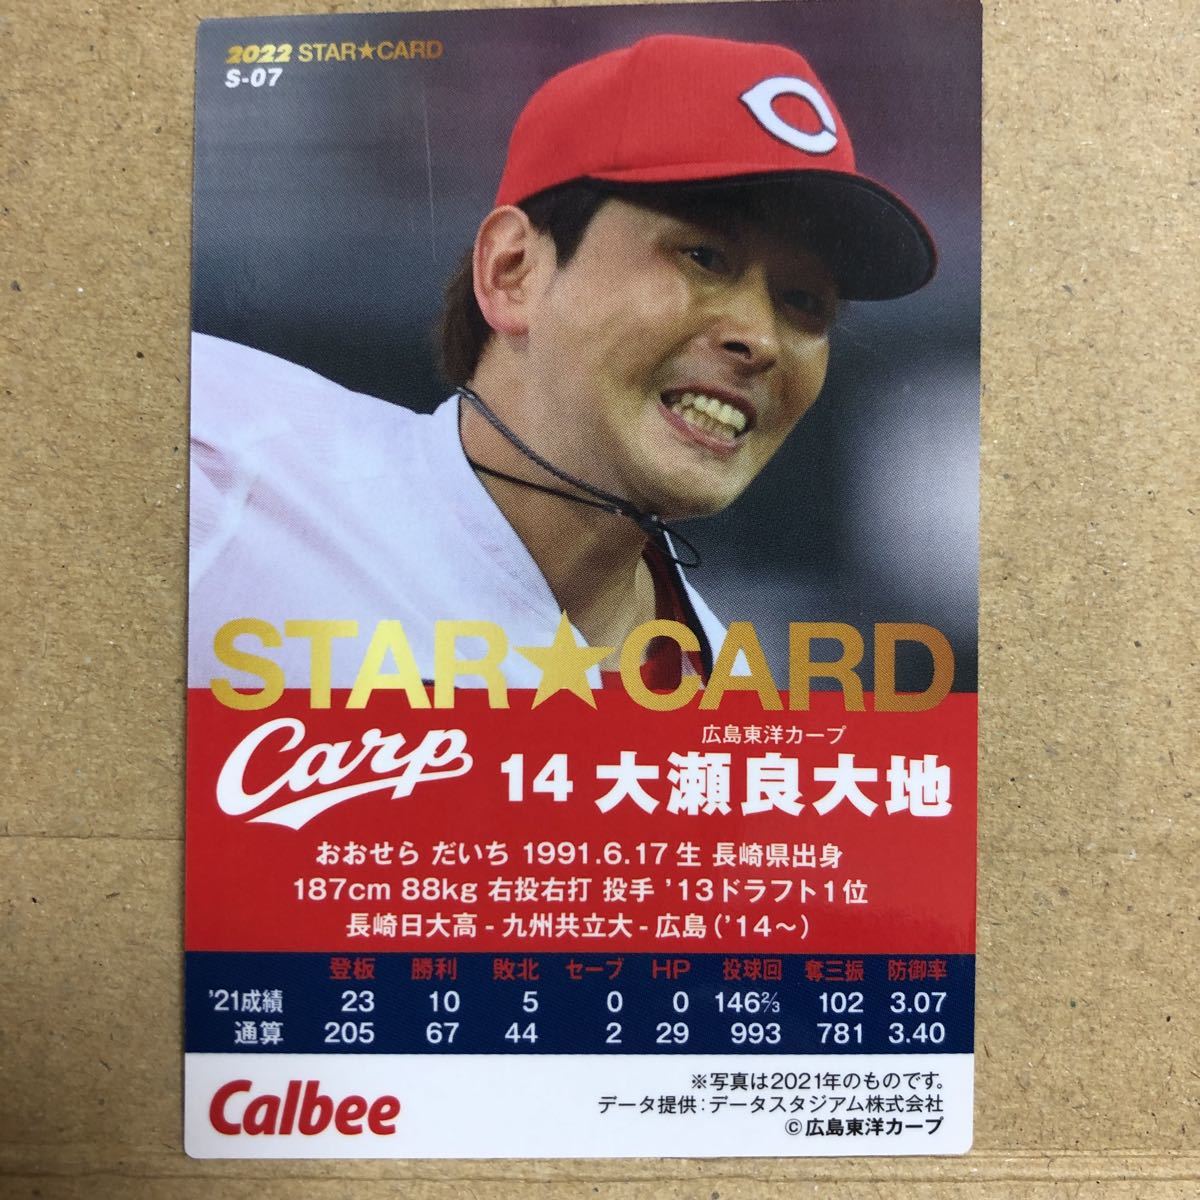 2022 STAR★CARD
S-07
STAR★CARD
Carp
広島東洋カープ
14 大瀬良大地
おおせら だいち 1991.6.17生 長崎県出身
187cm 88kg 右投右打 投手 '13ドラフト1位
長崎日大高 - 九州共立大 - 広島('14～)
登板 勝利 敗北 セーブ HP 投球回 奪三振 防御率
'21成績 23 10 5 0 0 146⅔ 102 3.07
通算 205 67 44 2 29 993 781 3.40
Calbee
※写真は2021年のものです。
データ提供:データスタジアム株式会社
©広島東洋カープ